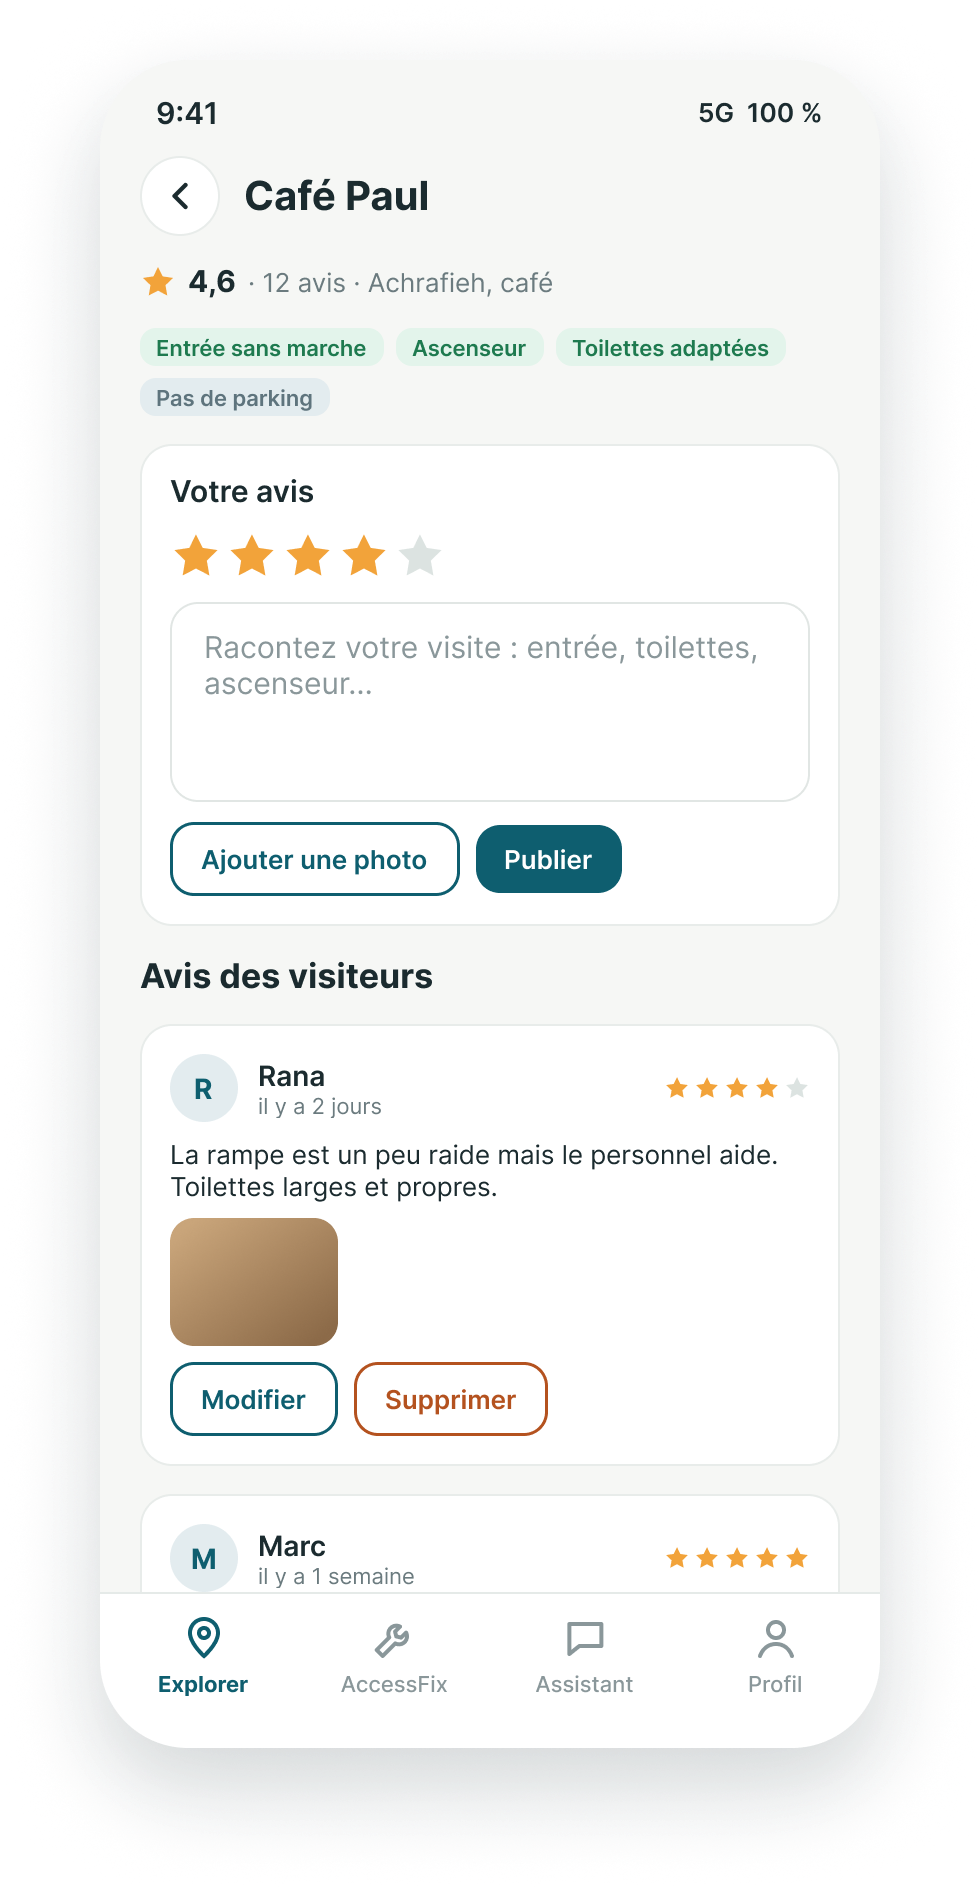 9:41
5G 100 %
Café Paul
4,6 · 12 avis · Achrafieh, café
Entrée sans marche
Ascenseur
Toilettes adaptées
Pas de parking
Votre avis
Racontez votre visite : entrée, toilettes,
ascenseur...
Ajouter une photo
Publier
Avis des visiteurs
R
Rana
il y a 2 jours
La rampe est un peu raide mais le personnel aide.
Toilettes larges et propres.
Modifier
Supprimer
M
Marc
il y a 1 semaine
Explorer
AccessFix
Assistant
Profil